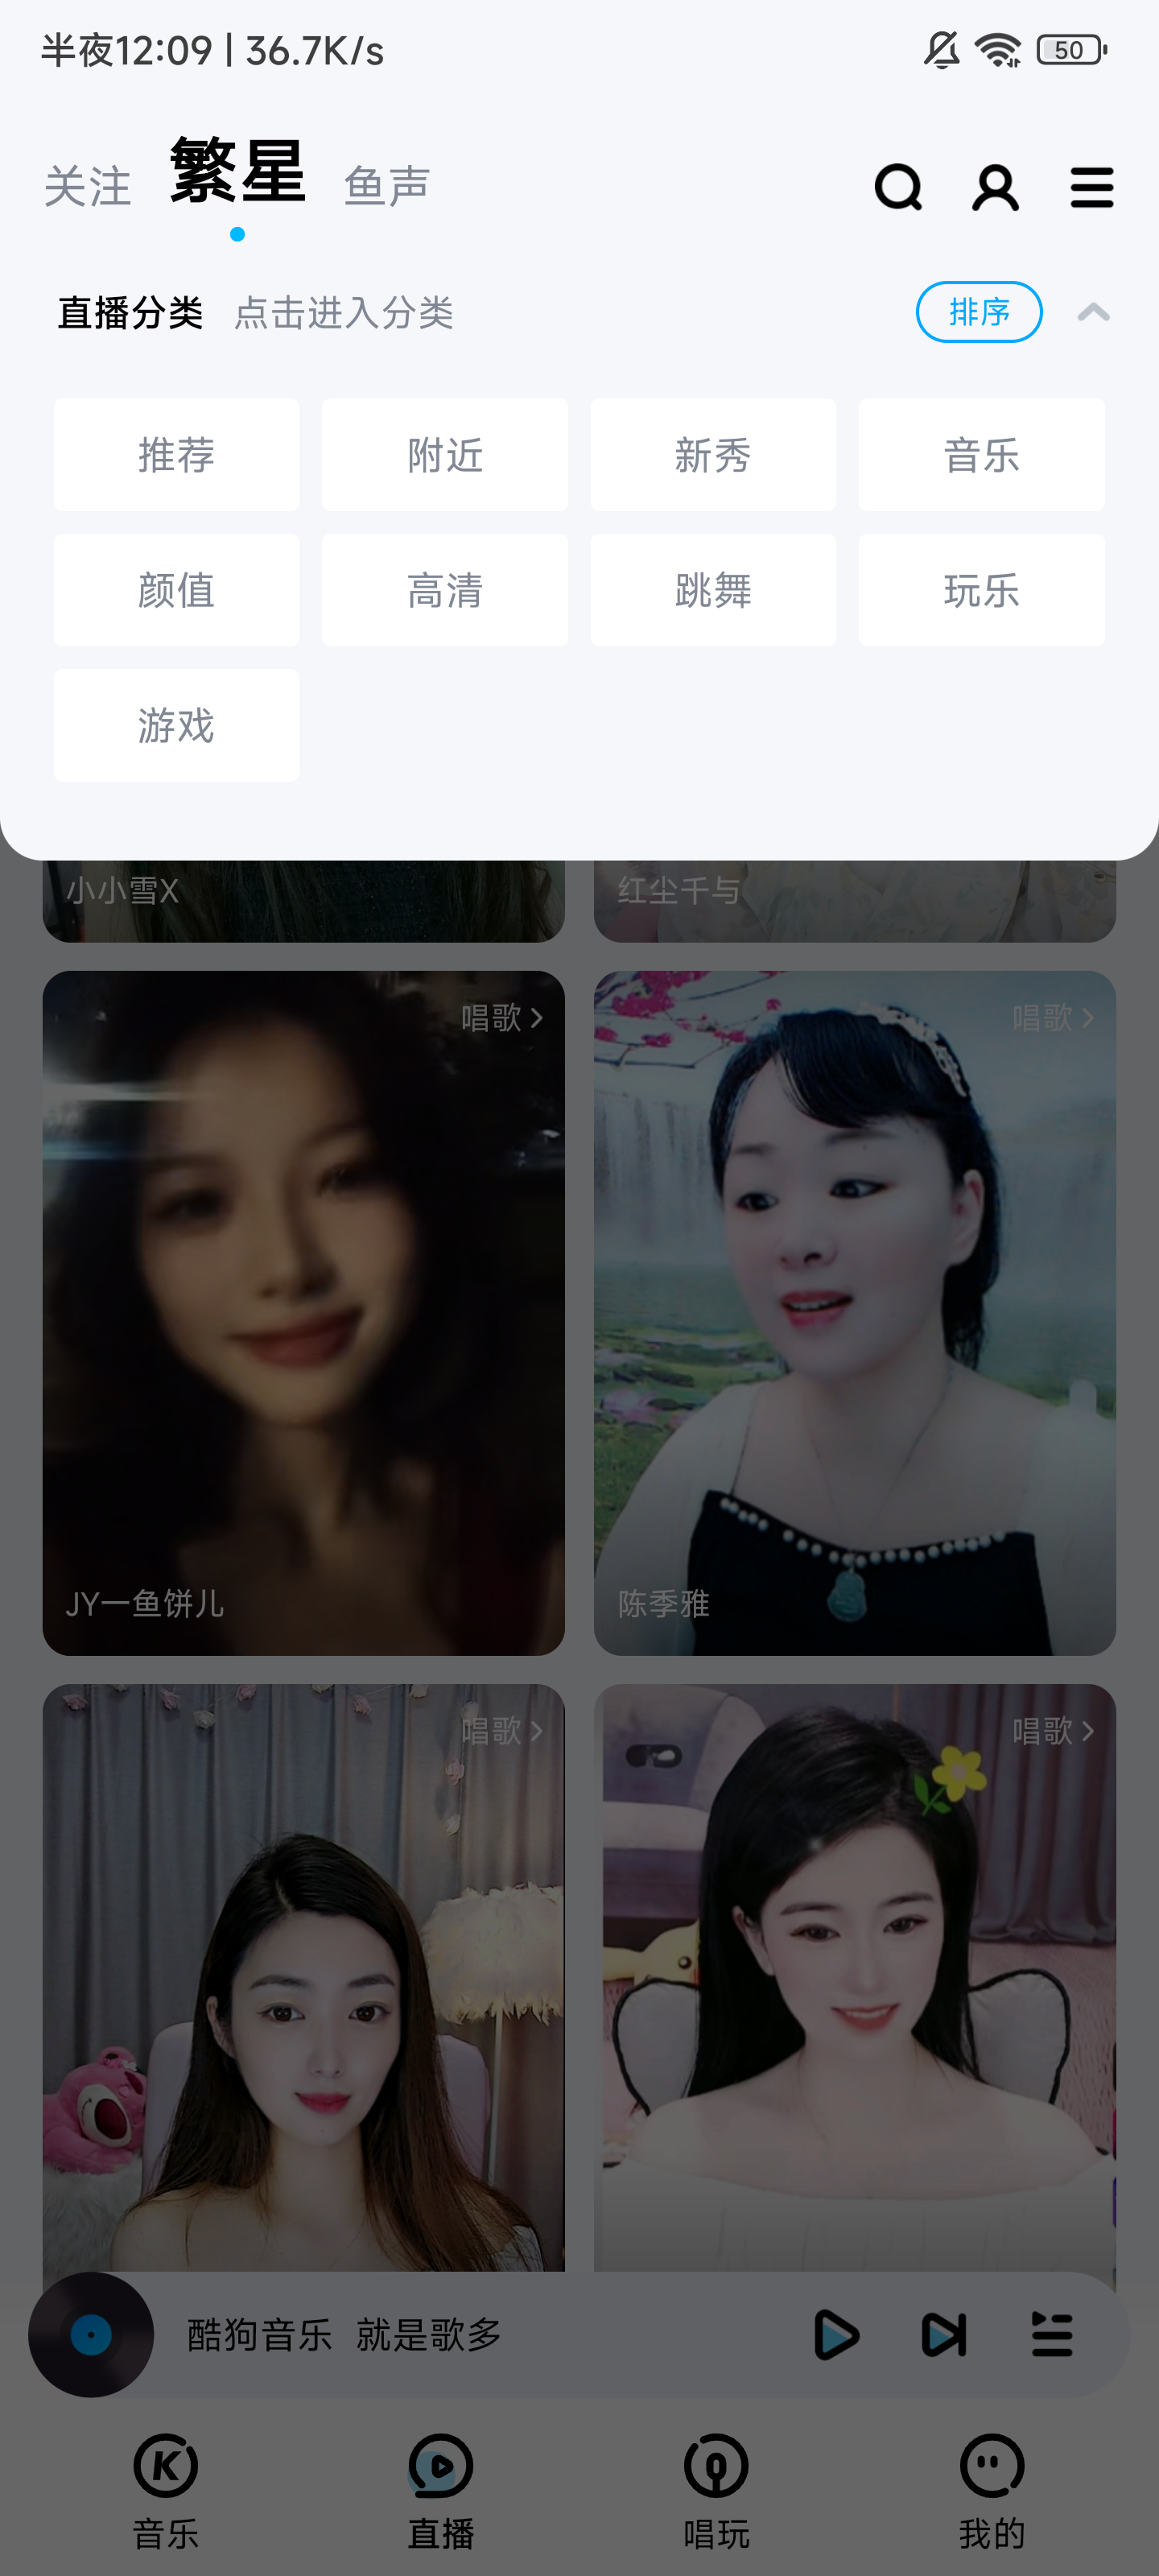 半夜12:09 | 36.7K/s
50
关注 繁星 鱼声
直播分类 点击进入分类 排序
推荐 附近 新秀 音乐
颜值 高清 跳舞 玩乐
游戏
小小雪X 红尘千与
唱歌 唱歌
JY一鱼饼儿 陈季雅
唱歌 唱歌
酷狗音乐 就是歌多
音乐 直播 唱玩 我的